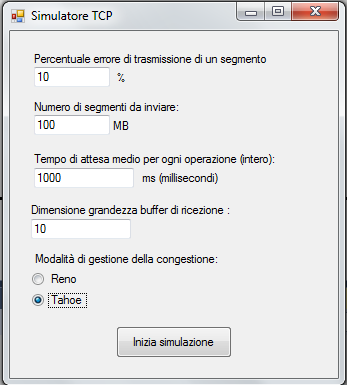 Simulatore TCP
Percentuale errore di trasmissione di un segmento
10 %
Numero di segmenti da inviare:
100 MB
Tempo di attesa medio per ogni operazione (intero):
1000 ms (millisecondi)
Dimensione grandezza buffer di ricezione :
10
Modalità di gestione della congestione:
Reno
Tahoe
Inizia simulazione